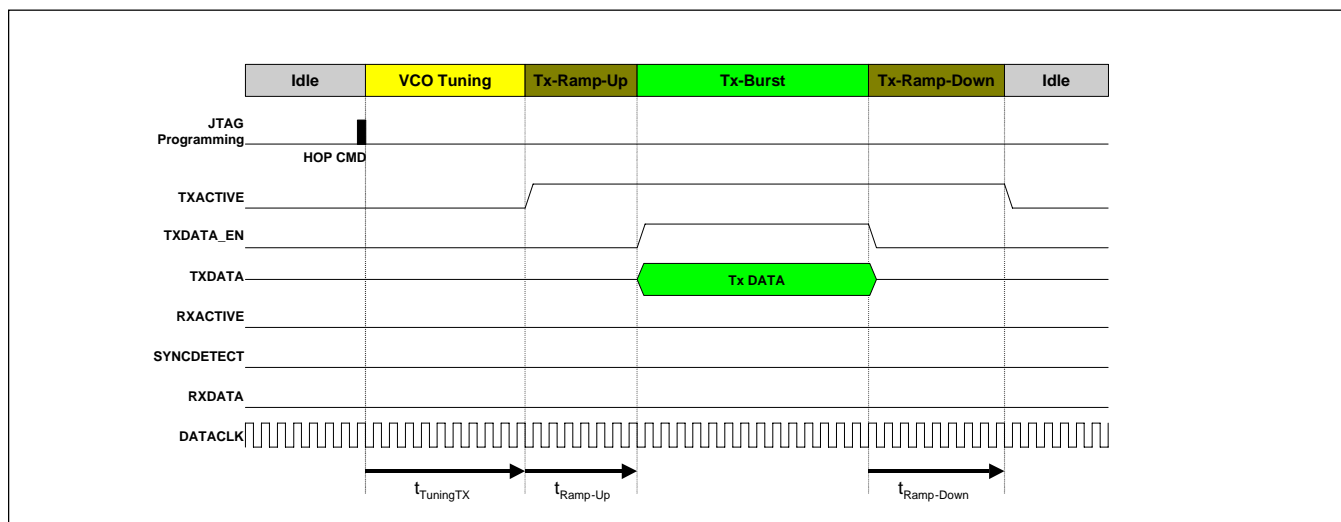 Idle VCO Tuning Tx-Ramp-Up Tx-Burst Tx-Ramp-Down Idle
JTAG
Programming
HOP CMD
TXACTIVE
TXDATA_EN
TXDATA Tx DATA
RXACTIVE
SYNCDETECT
RXDATA
DATACLK
tTuningTX tRamp-Up tRamp-Down